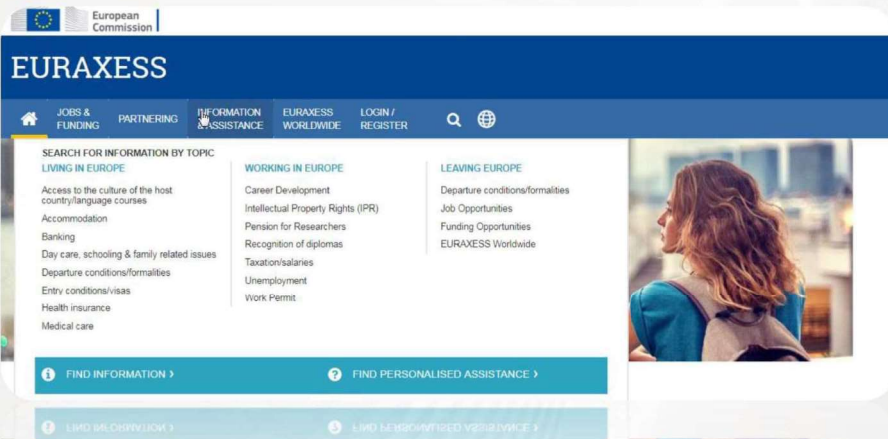 European
Commission
EURAXESS
JOBS &
FUNDING
PARTNERING
INFORMATION
& ASSISTANCE
EURAXESS
WORLDWIDE
LOGIN /
REGISTER
SEARCH FOR INFORMATION BY TOPIC
LIVING IN EUROPE
Access to the culture of the host
country/language courses
Accommodation
Banking
Day care, schooling & family related issues
Departure conditions/formalities
Entry conditions/visas
Health insurance
Medical care
WORKING IN EUROPE
Career Development
Intellectual Property Rights (IPR)
Pension for Researchers
Recognition of diplomas
Taxation/salaries
Unemployment
Work Permit
LEAVING EUROPE
Departure conditions/formalities
Job Opportunities
Funding Opportunities
EURAXESS Worldwide
FIND INFORMATION >
FIND PERSONALISED ASSISTANCE >